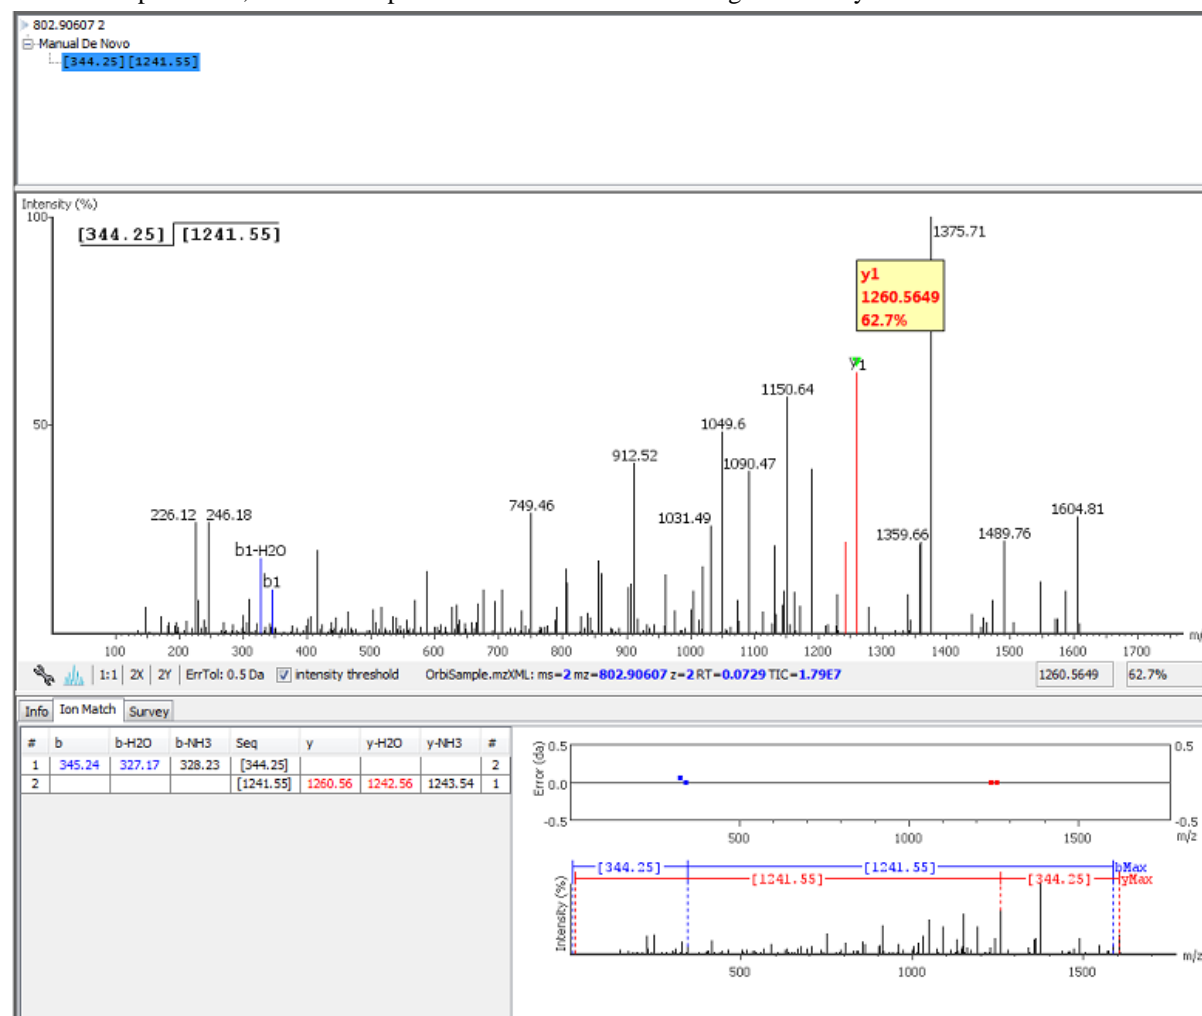 802.90607 2
Manual De Novo
[344.25][1241.55]
Intensity (%)
100
[344.25] [1241.55]
1375.71
y1
1260.5649
62.7%
y1
1150.64
50
1049.6
912.52
1090.47
749.46
1031.49
226.12 246.18
1359.66
1489.76
1604.81
b1-H2O
b1
100 200 300 400 500 600 700 800 900 1000 1100 1200 1300 1400 1500 1600 1700
1:1 2X 2Y ErrTol: 0.5 Da intensity threshold OrbiSample.mzXML: ms=2 mz=802.90607 z=2 RT=0.0729 TIC=1.79E7 1260.5649 62.7%
Info Ion Match Survey
# b b-H2O b-NH3 Seq y y-H2O y-NH3 #
1 345.24 327.17 328.23 [344.25] 2
2 [1241.55] 1260.56 1242.56 1243.54 1
Error (da)
0.5 0.5
0.0
-0.5 -0.5
500 1000 1500 m/z
[344.25] [1241.55] bMax
[1241.55] [344.25] yMax
Intensity (%)
500 1000 1500 m/z